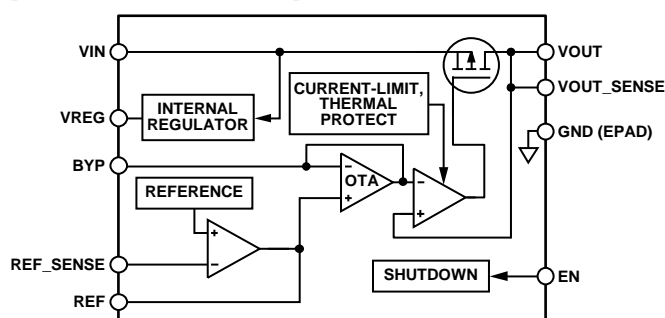 VIN
VOUT
VOUT_SENSE
CURRENT-LIMIT,
THERMAL
PROTECT
INTERNAL
REGULATOR
VREG
GND (EPAD)
BYP
–
OTA
+
–
+
REFERENCE
+
–
REF_SENSE
SHUTDOWN
EN
REF